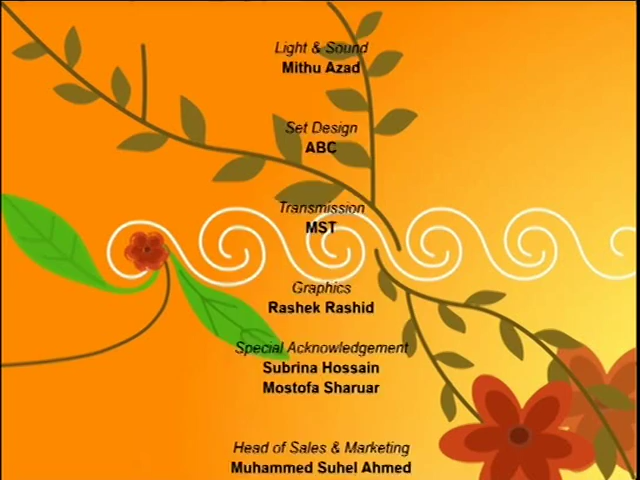 Light & Sound
Mithu Azad
Set Design
ABC
Transmission
MST
Graphics
Rashek Rashid
Special Acknowledgement
Subrina Hossain
Mostofa Sharuar
Head of Sales & Marketing
Muhammed Suhel Ahmed